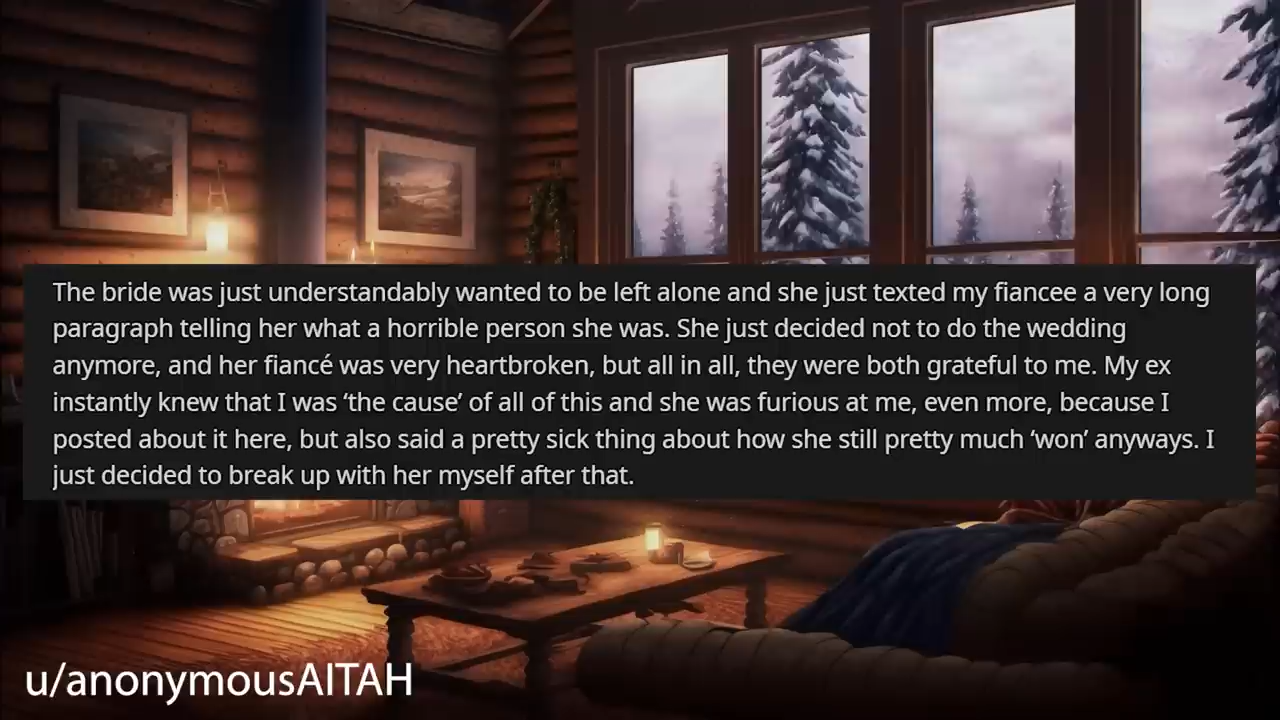 The bride was just understandably wanted to be left alone and she just texted my fiancee a very long
paragraph telling her what a horrible person she was. She just decided not to do the wedding
anymore, and her fiancé was very heartbroken, but all in all, they were both grateful to me. My ex
instantly knew that I was ‘the cause’ of all of this and she was furious at me, even more, because I
posted about it here, but also said a pretty sick thing about how she still pretty much ‘won’ anyways. I
just decided to break up with her myself after that.
u/anonymousAITAH